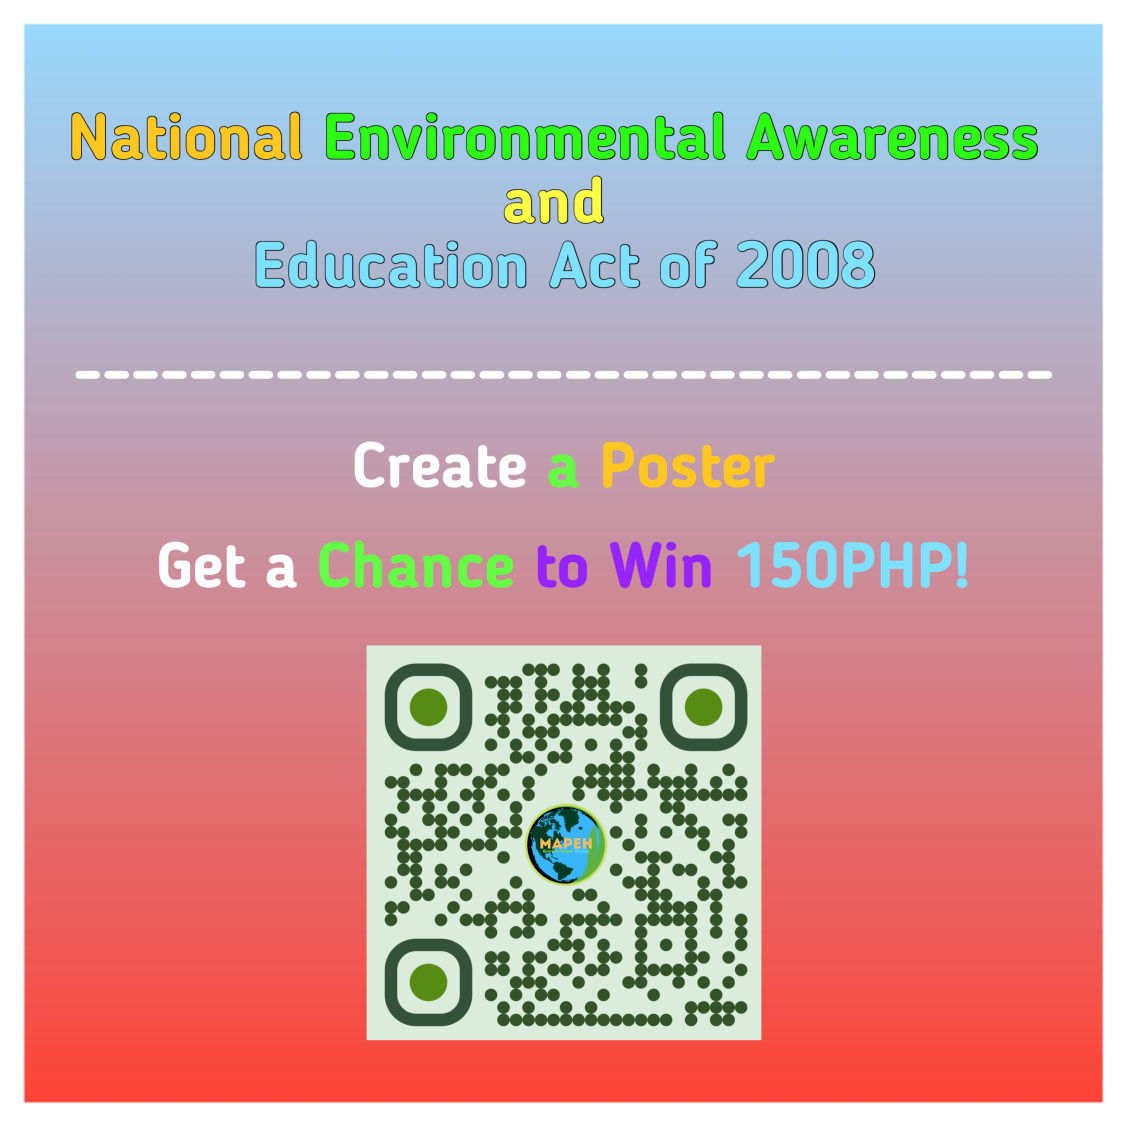 National Environmental Awareness
and
Education Act of 2008
Create a Poster
Get a Chance to Win 150PHP!
MAPEH